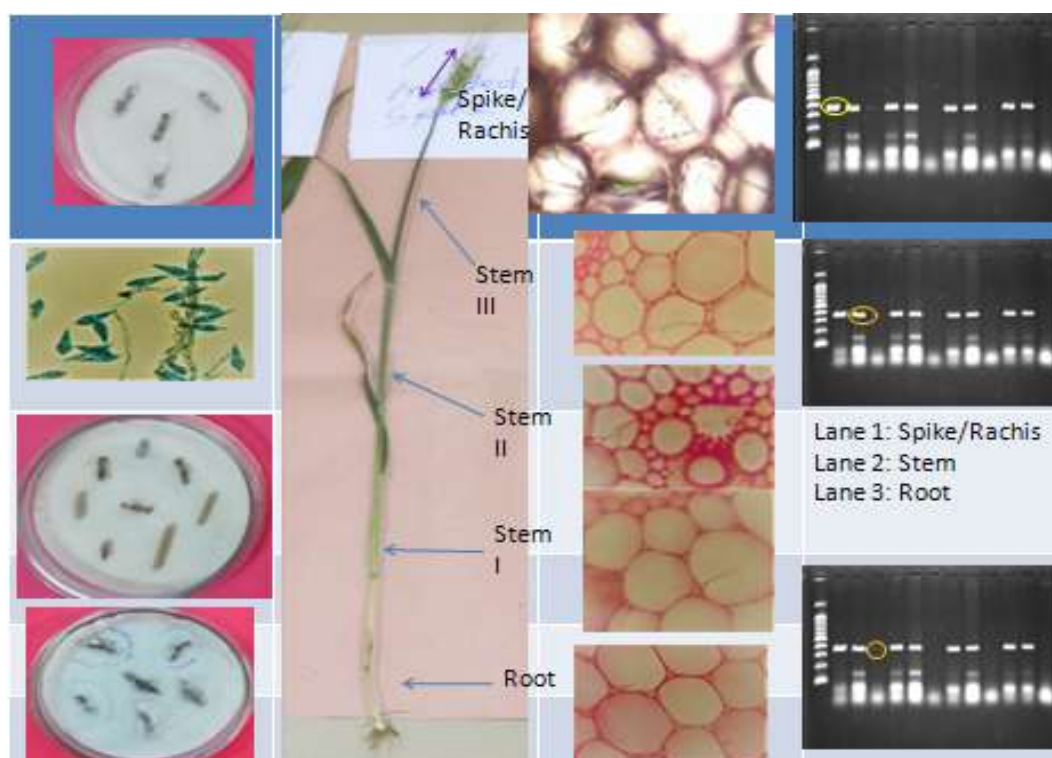 Spike/
Rachis
Stem
III
Stem
II
Stem
I
Root
Lane 1: Spike/Rachis
Lane 2: Stem
Lane 3: Root